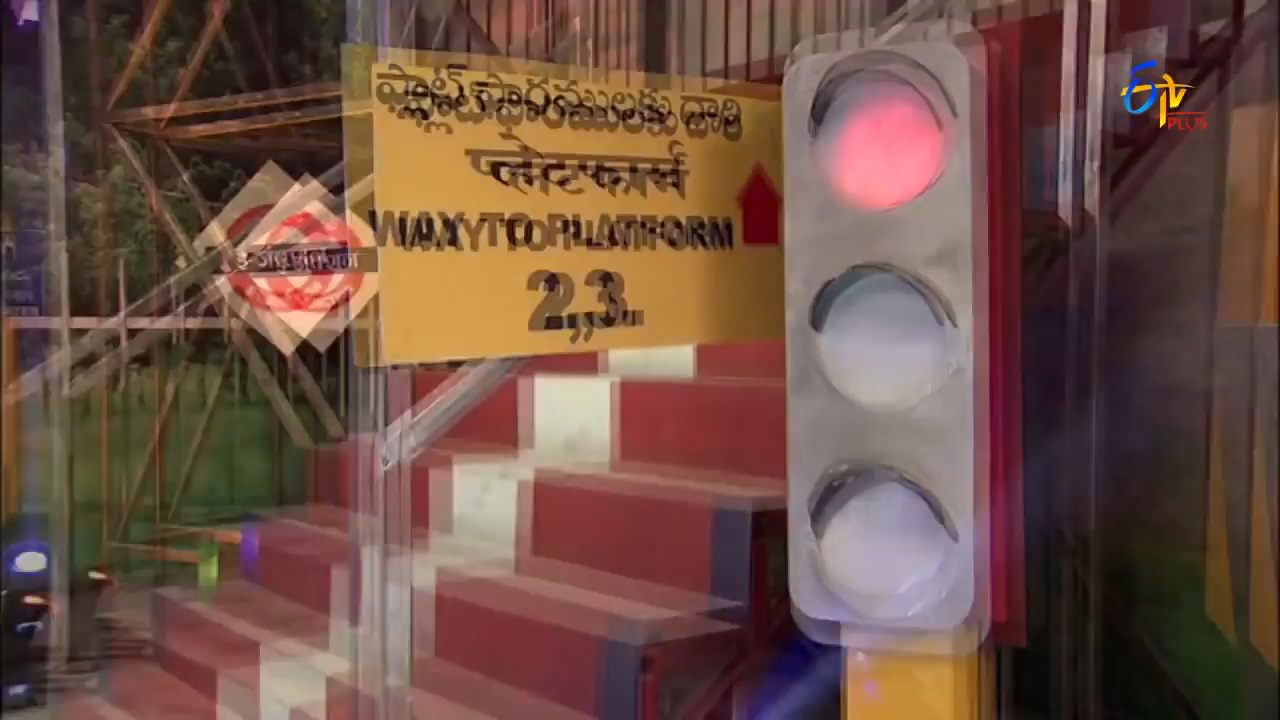 ప్లాట్ ఫారములకు దారి
प्लेटफार्म
WAY TO PLATFORM
2,3.
ETV
PLUS